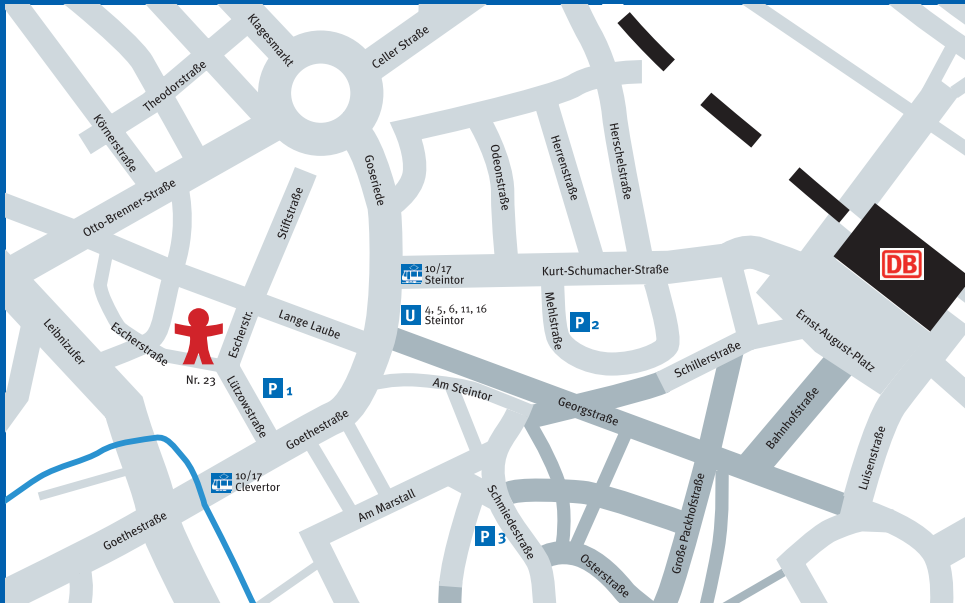 Klagesmarkt
Celler Straße
Theodorstraße
Körnerstraße
Goseriede
Odeonstraße
Herrenstraße
Herschelstraße
Otto-Brenner-Straße
Stiftstraße
DB
10/17
Steintor
Kurt-Schumacher-Straße
U
4, 5, 6, 11, 16
Steintor
Mehlstraße
P 2
Leibnizufer
Escherstraße
Escherstr.
Lange Laube
Ernst-August-Platz
Schillerstraße
Nr. 23
P 1
Lützowstraße
Am Steintor
Georgstraße
Bahnhofstraße
Goethestraße
Luisenstraße
10/17
Clevertor
Am Marstall
Schmiedestraße
Große Packhofstraße
Goethestraße
P 3
Osterstraße